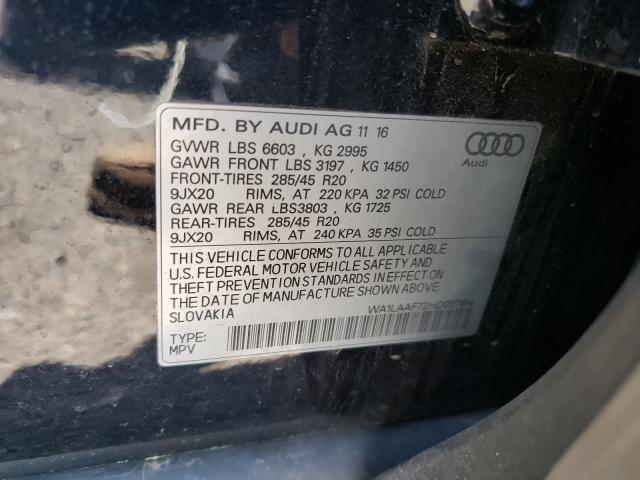 MFD. BY AUDI AG 11 16
GVWR LBS 6603 , KG 2995
GAWR FRONT LBS 3197 , KG 1450
FRONT-TIRES 285/45 R20
9JX20 RIMS, AT 220 KPA 32 PSI COLD
GAWR REAR LBS3803 , KG 1725
REAR-TIRES 285/45 R20
9JX20 RIMS, AT 240 KPA 35 PSI COLD
Audi
THIS VEHICLE CONFORMS TO ALL APPLICABLE
U.S. FEDERAL MOTOR VEHICLE SAFETY AND
THEFT PREVENTION STANDARDS IN EFFECT ON
THE DATE OF MANUFACTURE SHOWN ABOVE
SLOVAKIA
TYPE:
MPV